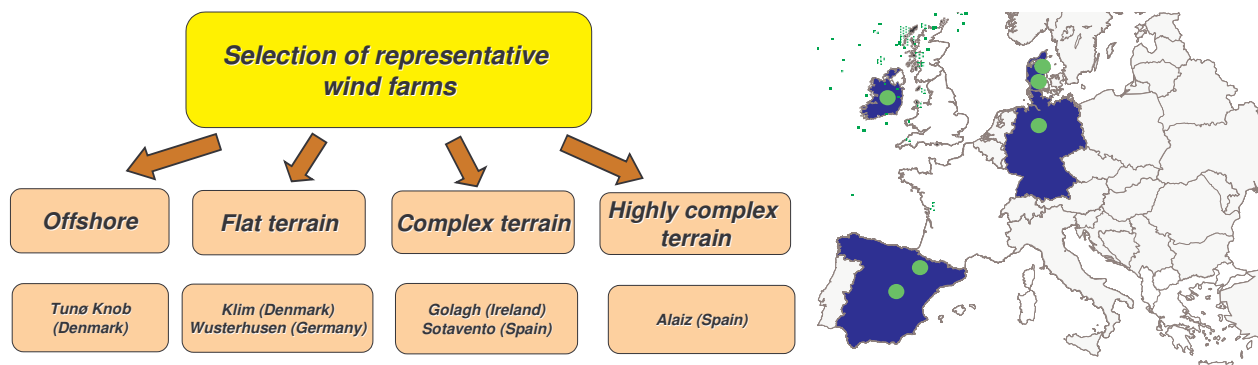 Selection of representative
wind farms
Offshore
Flat terrain
Complex terrain
Highly complex
terrain
Tunø Knob
(Denmark)
Klim (Denmark)
Wusterhusen (Germany)
Golagh (Ireland)
Sotavento (Spain)
Alaiz (Spain)